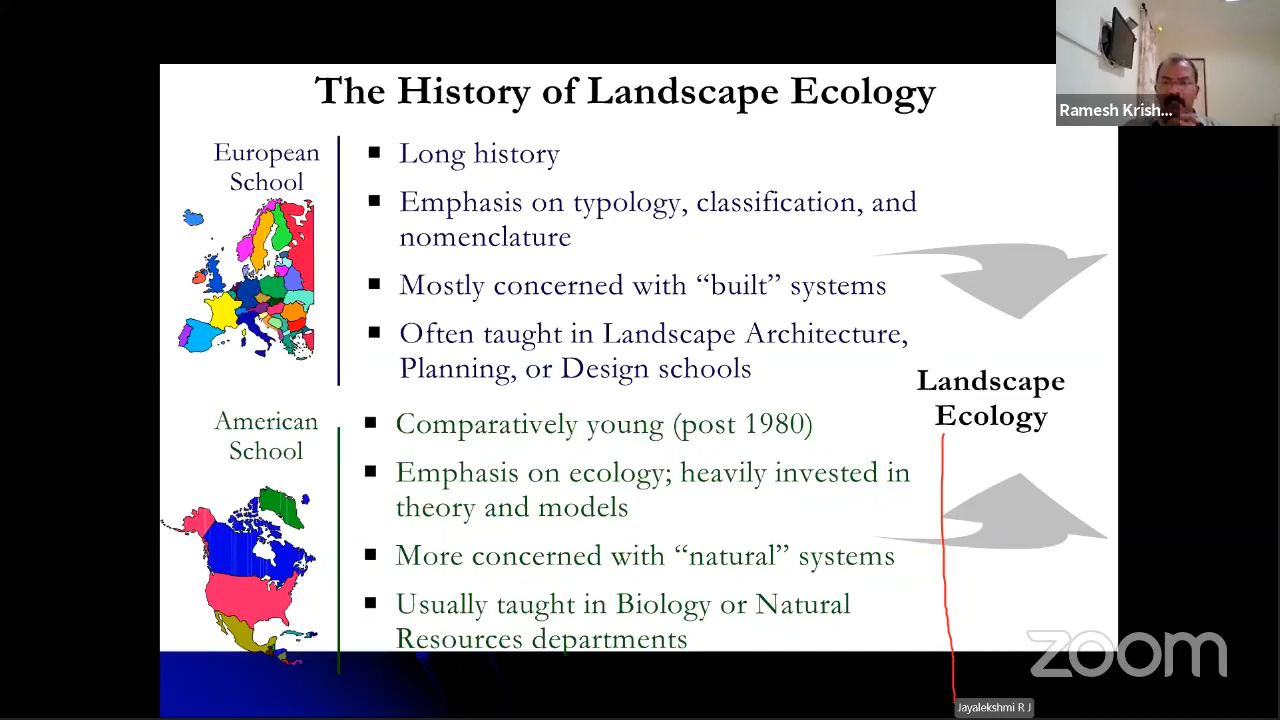 The History of Landscape Ecology
Ramesh Krish...
European
School
■ Long history
■ Emphasis on typology, classification, and
nomenclature
■ Mostly concerned with “built” systems
■ Often taught in Landscape Architecture,
Planning, or Design schools
Landscape
Ecology
American
School
■ Comparatively young (post 1980)
■ Emphasis on ecology; heavily invested in
theory and models
■ More concerned with “natural” systems
■ Usually taught in Biology or Natural
Resources departments
zoom
Jayalekshmi R J